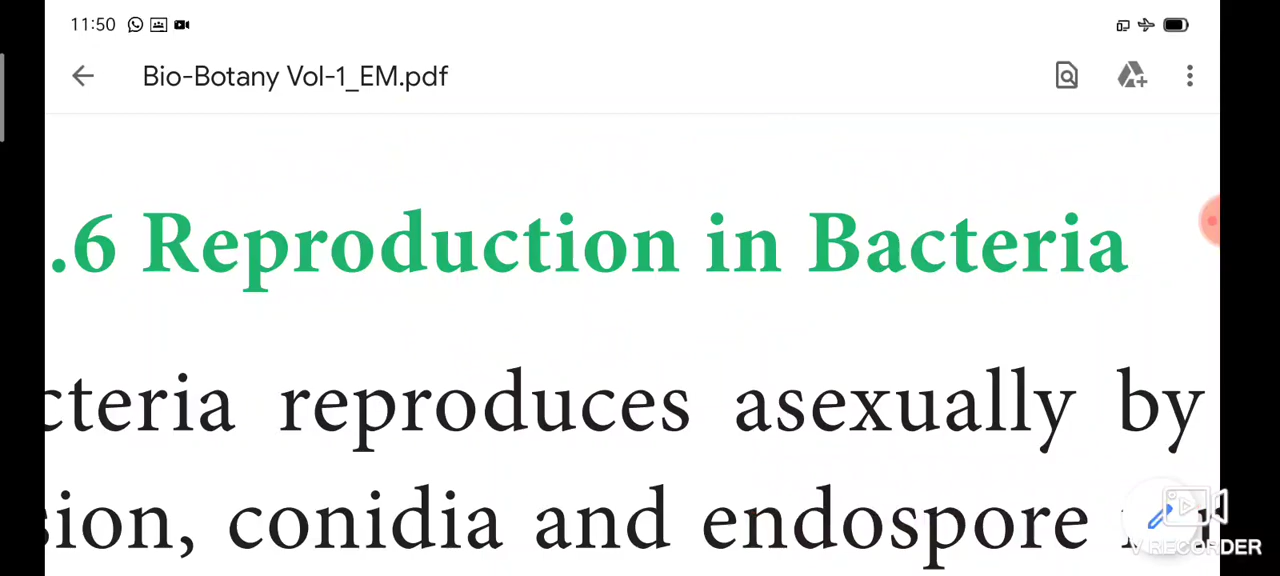 11:50
Bio-Botany Vol-1_EM.pdf
.6 Reproduction in Bacteria
cteria reproduces asexually by
sion, conidia and endospore
V RECORDER